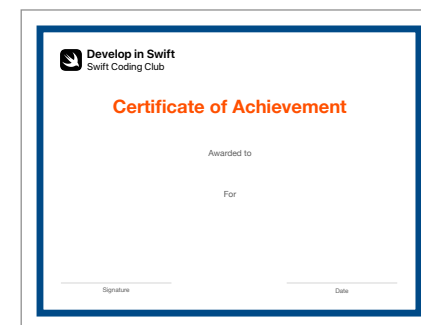 Develop in Swift
Swift Coding Club
Certificate of Achievement
Awarded to
For
Signature
Date